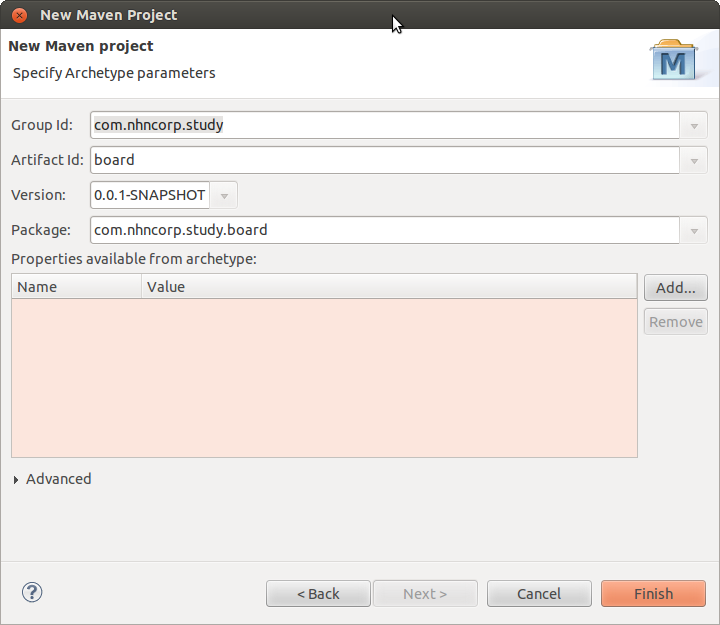 New Maven Project
New Maven project
Specify Archetype parameters
M
Group Id: com.nhncorp.study
Artifact Id: board
Version: 0.0.1-SNAPSHOT
Package: com.nhncorp.study.board
Properties available from archetype:
Name Value Add...
Remove
Advanced
? < Back Next > Cancel Finish